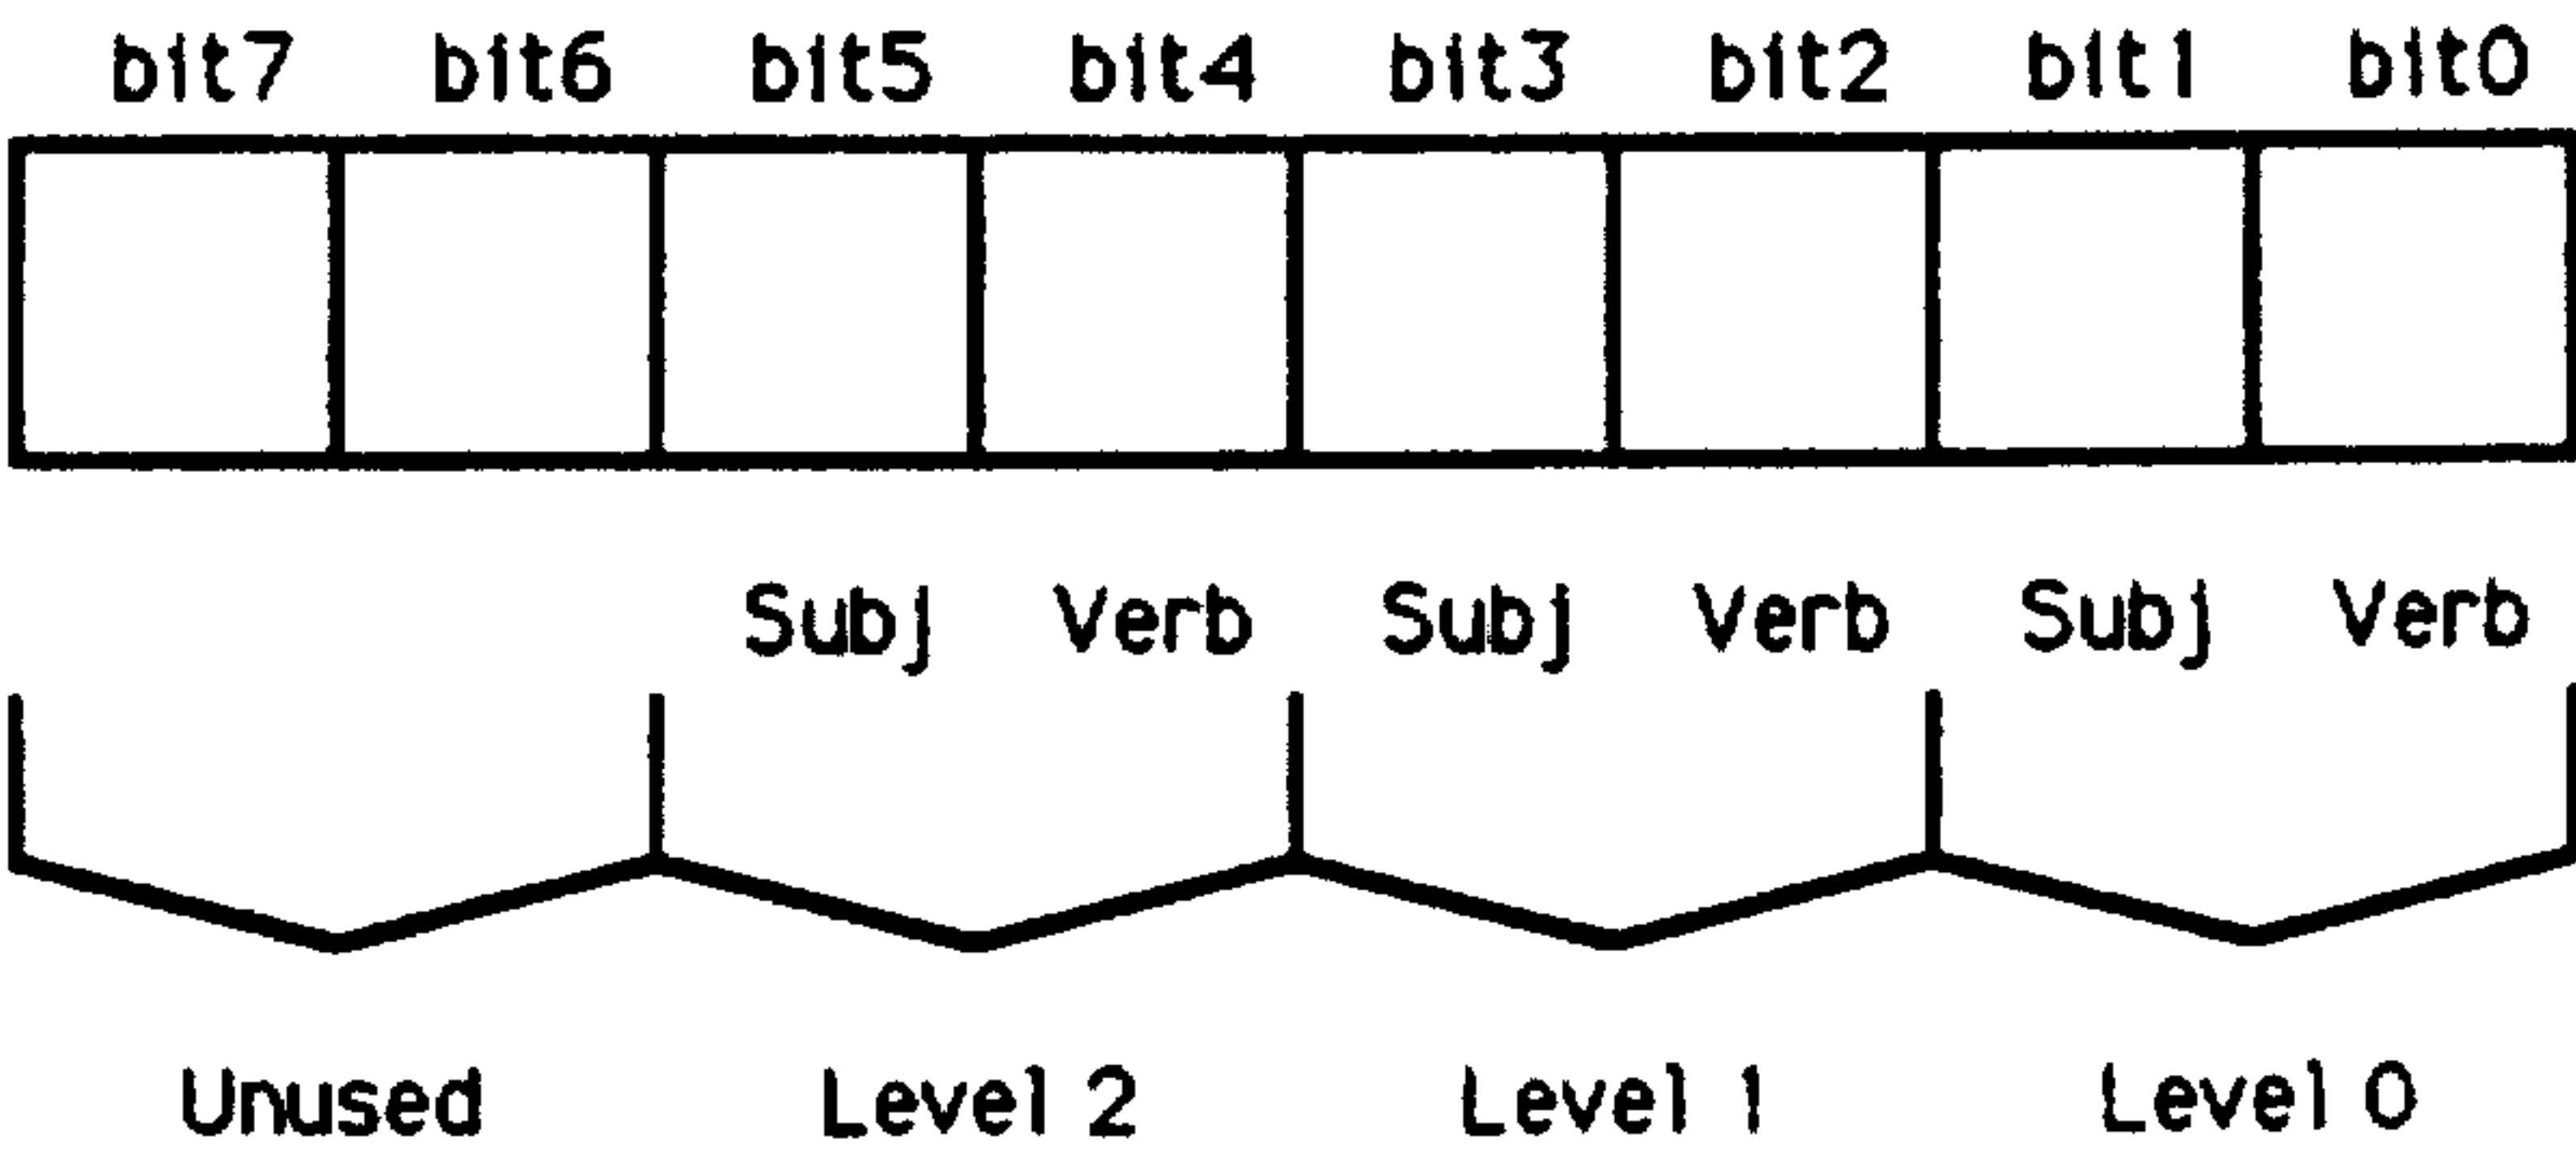 bit7 bit6 bit5 bit4 bit3 bit2 bit1 bit0
Subj Verb Subj Verb Subj Verb
Unused Level 2 Level 1 Level 0